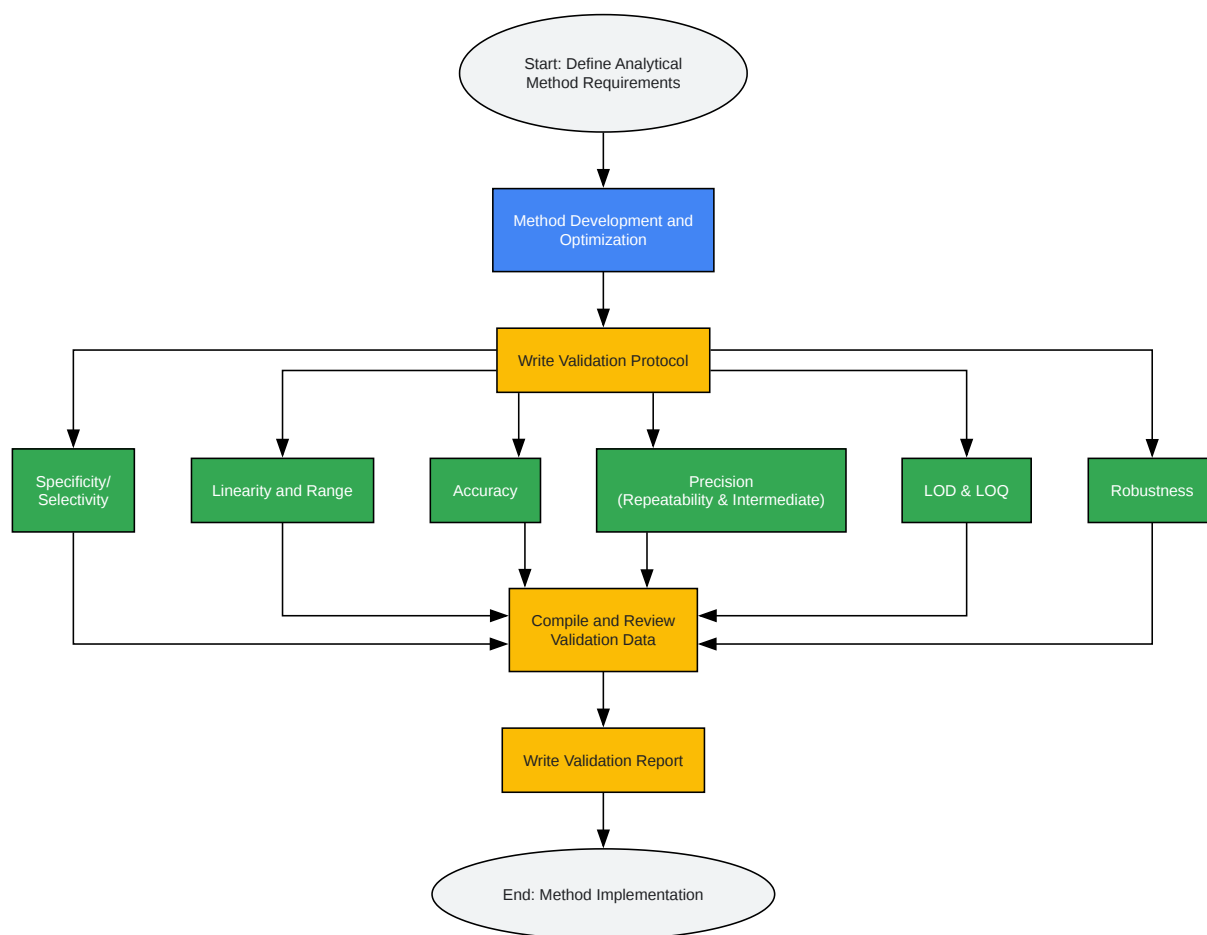 Start: Define Analytical
Method Requirements
Method Development and
Optimization
Write Validation Protocol
Specificity/
Selectivity
Linearity and Range
Accuracy
Precision
(Repeatability & Intermediate)
LOD & LOQ
Robustness
Compile and Review
Validation Data
Write Validation Report
End: Method Implementation